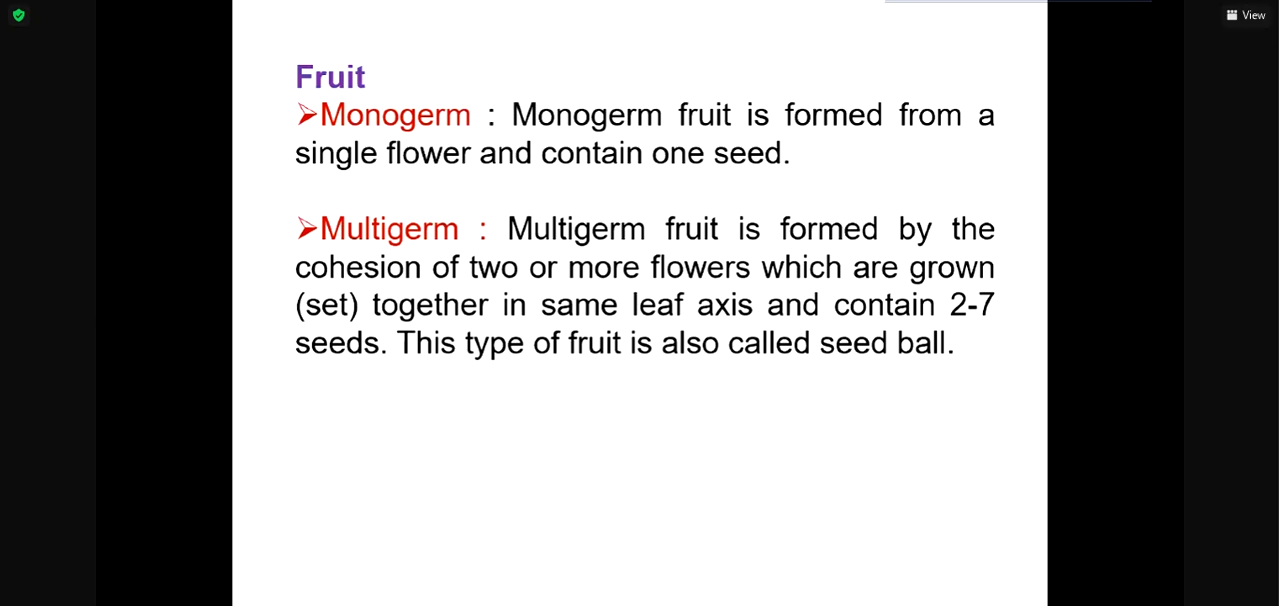 View
Fruit
➢Monogerm : Monogerm fruit is formed from a
single flower and contain one seed.
➢Multigerm : Multigerm fruit is formed by the
cohesion of two or more flowers which are grown
(set) together in same leaf axis and contain 2-7
seeds. This type of fruit is also called seed ball.